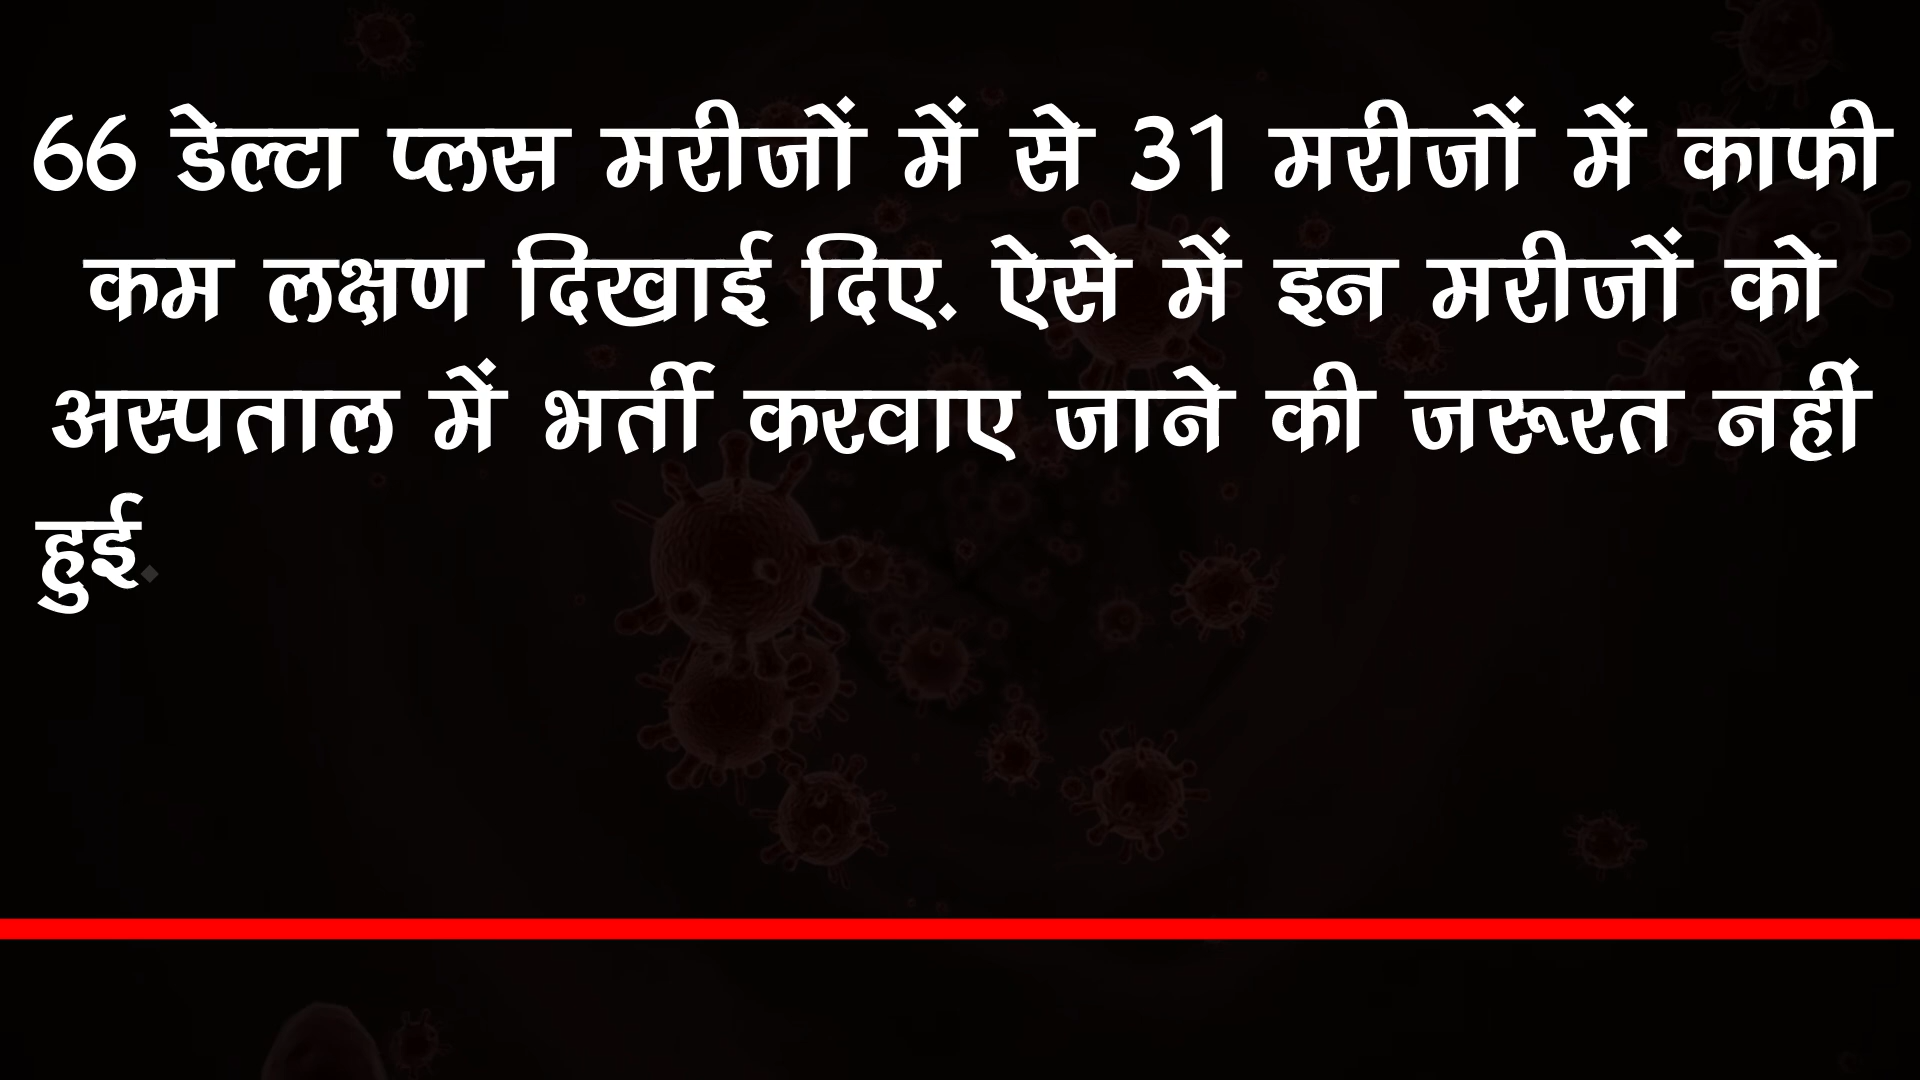 66 डेल्टा प्लस मरीजों में से 31 मरीजों में काफी
कम लक्षण दिखाई दिए. ऐसे में इन मरीजों को
अस्पताल में भर्ती करवाए जाने की जरूरत नहीं
हुई.